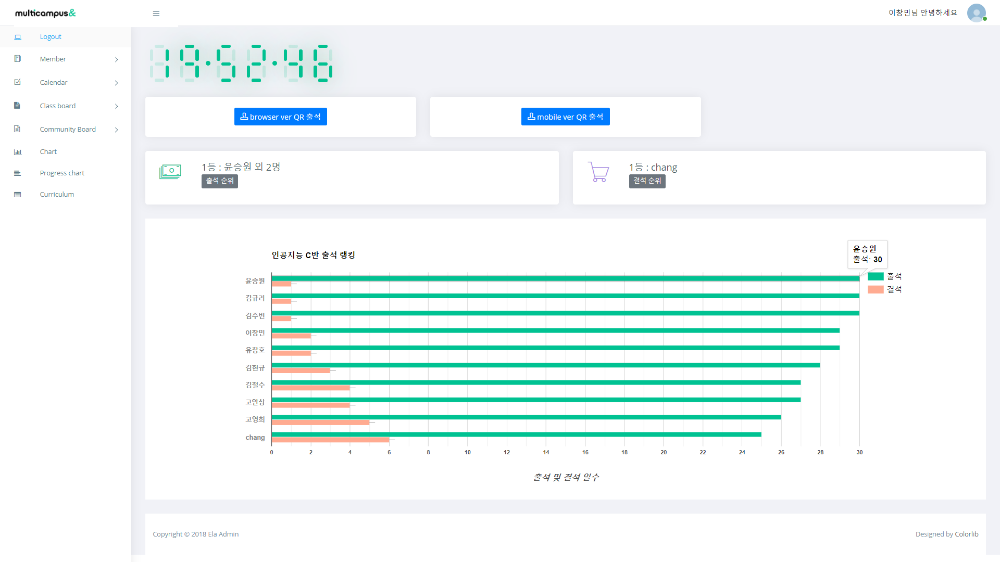 multicampus&
이창민님 안녕하세요
Logout
Member
Calendar
Class board
Community Board
Chart
Progress chart
Curriculum
19:52:46
browser ver QR 출석
mobile ver QR 출석
1등 : 윤승원 외 2명
출석 순위
1등 : chang
결석 순위
인공지능 C반 출석 랭킹
윤승원
출석: 30
출석
결석
윤승원
김규리
김주빈
이창민
유창호
김현규
김철수
고안상
고영희
chang
0 2 4 6 8 10 12 14 16 18 20 22 24 26 28 30
출석 및 결석 일수
Copyright © 2018 Ela Admin
Designed by Colorlib